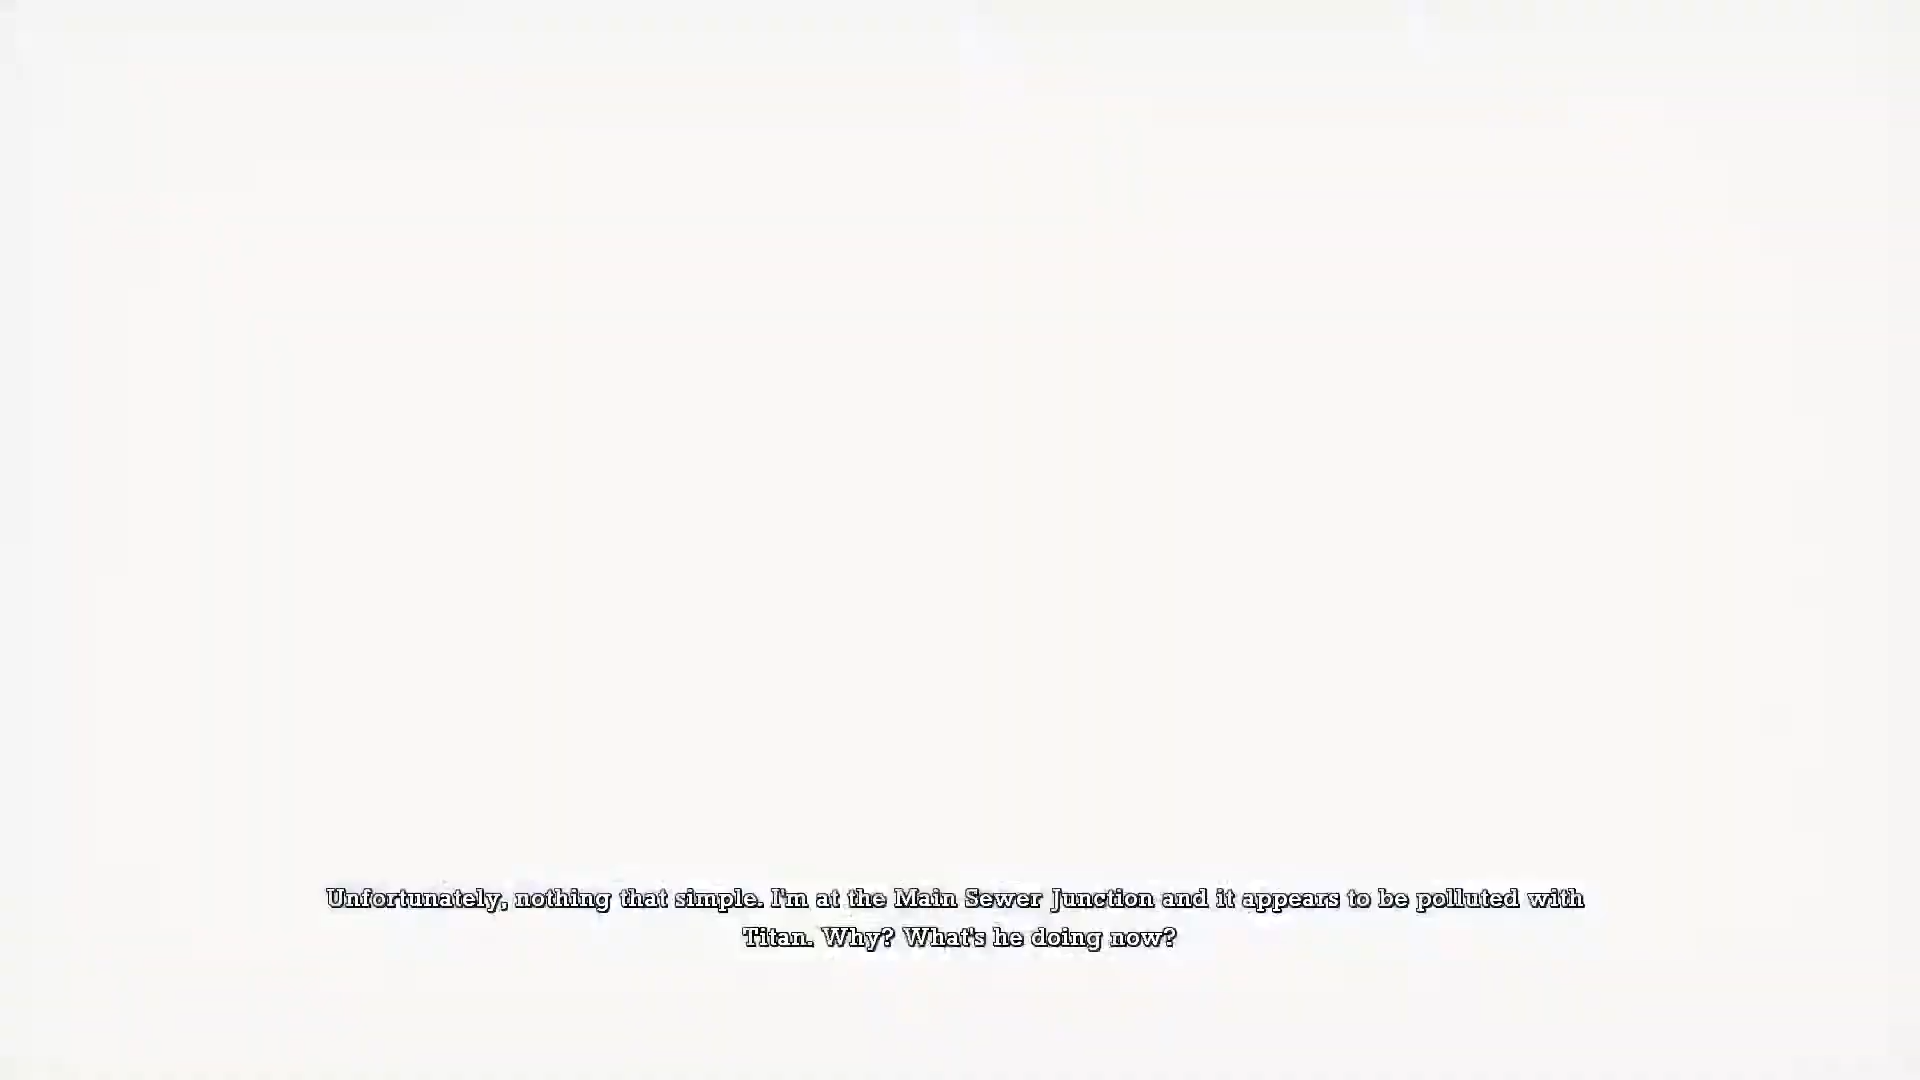 Unfortunately, nothing that simple. I'm at the Main Sewer Junction and it appears to be polluted with
Titan. Why? What's he doing now?